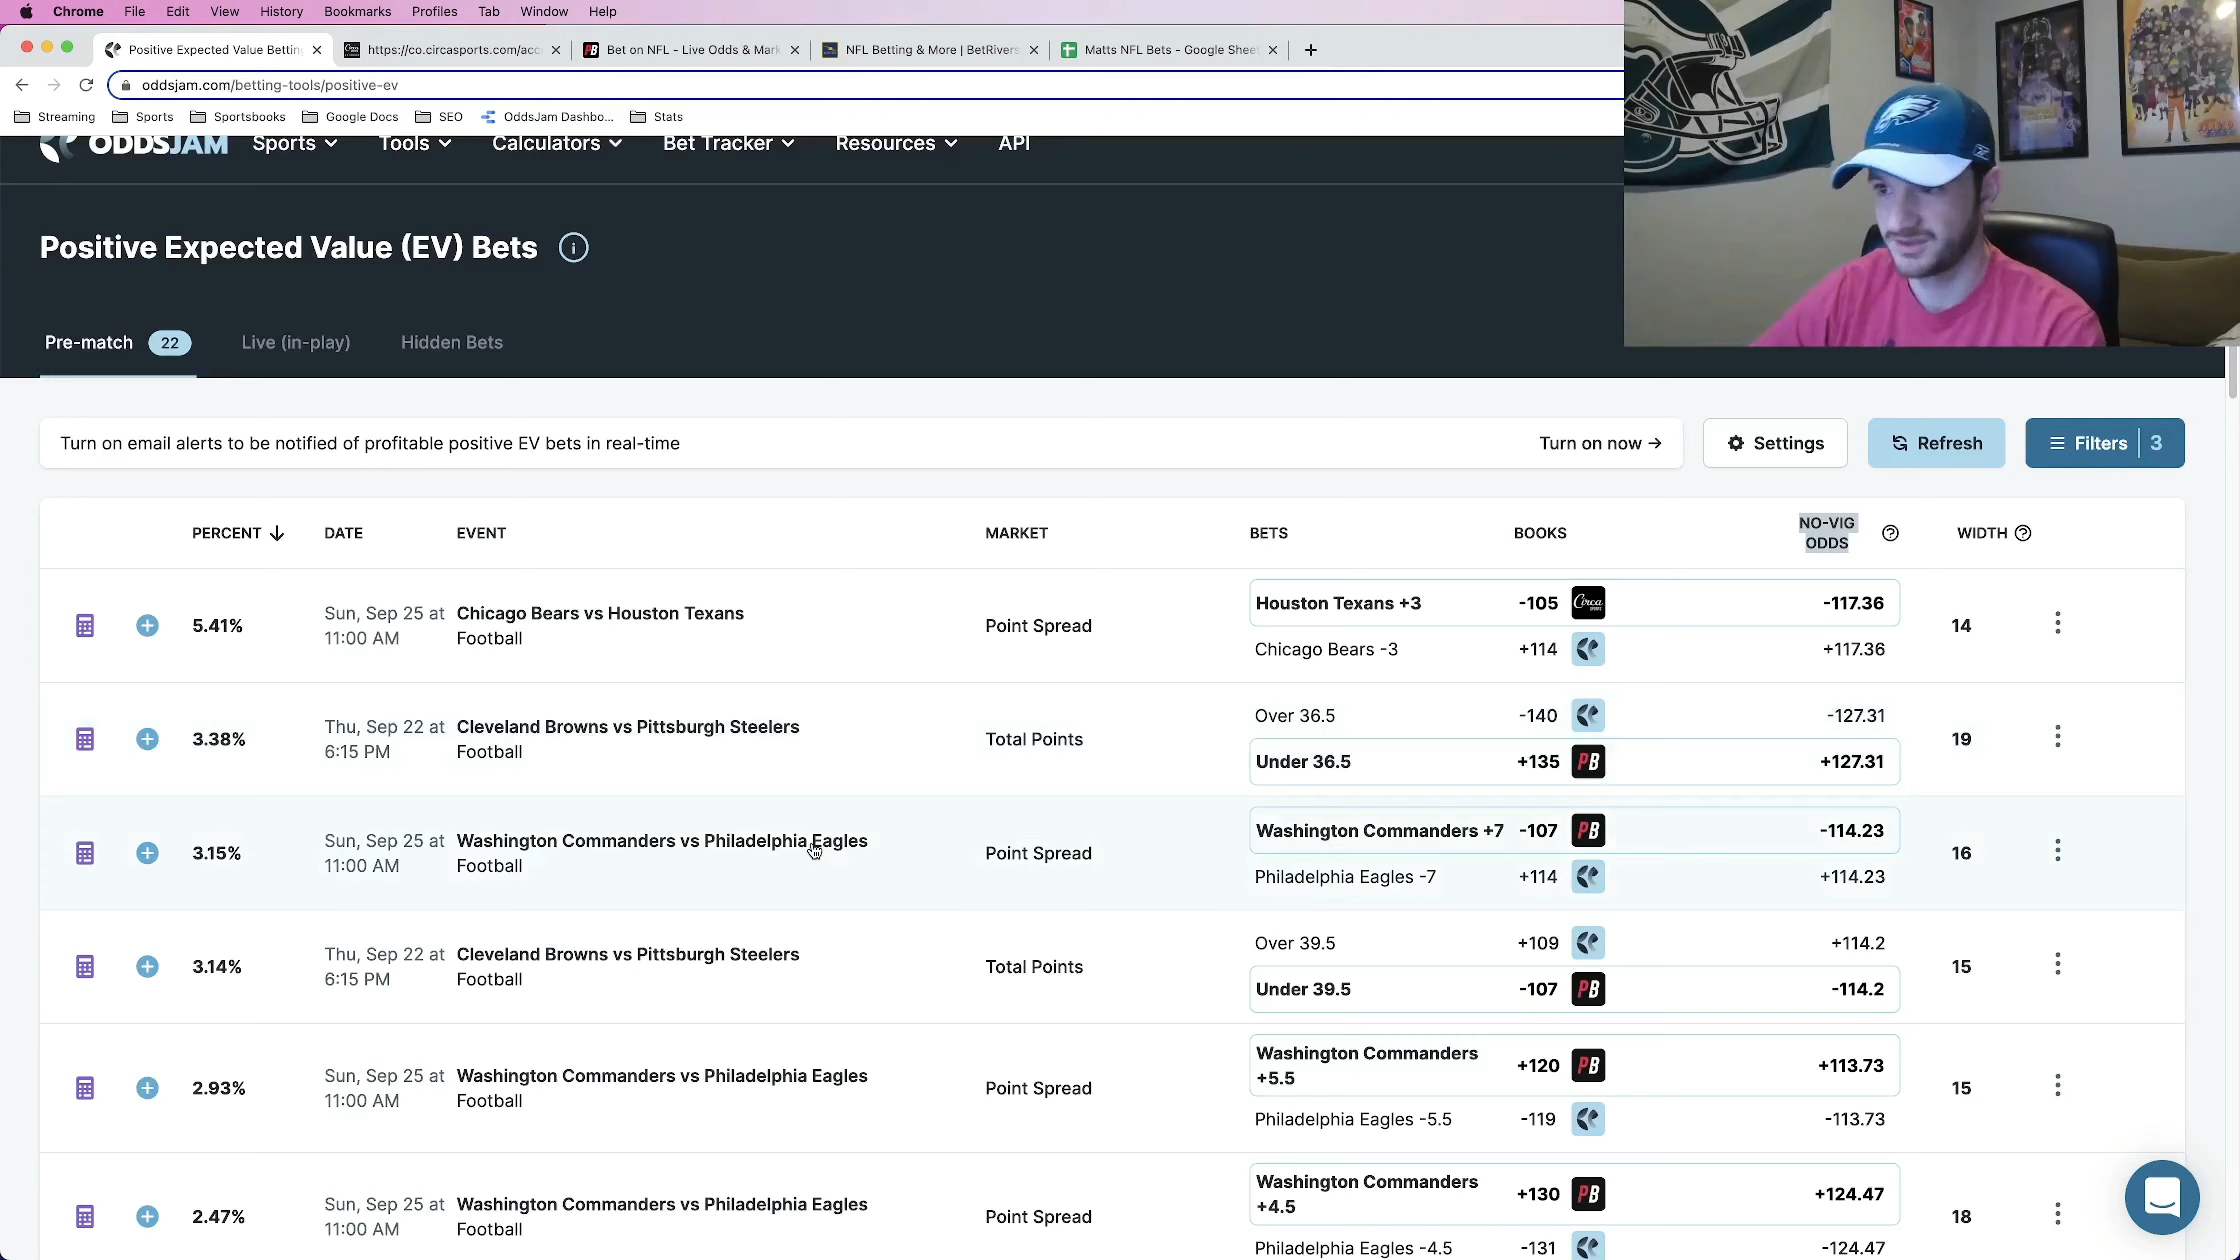 Chrome File Edit View History Bookmarks Profiles Tab Window Help
Positive Expected Value Betting https://co.circasports.com/acc Bet on NFL - Live Odds & Mark NFL Betting & More | BetRivers Matts NFL Bets - Google Sheet
oddsjam.com/betting-tools/positive-ev
Streaming Sports Sportsbooks Google Docs SEO OddsJam Dashbo... Stats
ODDSJAM Sports Tools Calculators Bet Tracker Resources API
Positive Expected Value (EV) Bets
Pre-match 22 Live (in-play) Hidden Bets
Turn on email alerts to be notified of profitable positive EV bets in real-time Turn on now → Settings Refresh Filters 3
PERCENT DATE EVENT MARKET BETS BOOKS NO-VIG ODDS WIDTH
5.41% Sun, Sep 25 at 11:00 AM Chicago Bears vs Houston Texans Football Point Spread
Houston Texans +3 -105 Circa -117.36 14
Chicago Bears -3 +114 +117.36
3.38% Thu, Sep 22 at 6:15 PM Cleveland Browns vs Pittsburgh Steelers Football Total Points
Over 36.5 -140 -127.31 19
Under 36.5 +135 PB +127.31
3.15% Sun, Sep 25 at 11:00 AM Washington Commanders vs Philadelphia Eagles Football Point Spread
Washington Commanders +7 -107 PB -114.23 16
Philadelphia Eagles -7 +114 +114.23
3.14% Thu, Sep 22 at 6:15 PM Cleveland Browns vs Pittsburgh Steelers Football Total Points
Over 39.5 +109 +114.2 15
Under 39.5 -107 PB -114.2
2.93% Sun, Sep 25 at 11:00 AM Washington Commanders vs Philadelphia Eagles Football Point Spread
Washington Commanders +5.5 +120 PB +113.73 15
Philadelphia Eagles -5.5 -119 -113.73
2.47% Sun, Sep 25 at 11:00 AM Washington Commanders vs Philadelphia Eagles Football Point Spread
Washington Commanders +4.5 +130 PB +124.47 18
Philadelphia Eagles -4.5 -131 -124.47